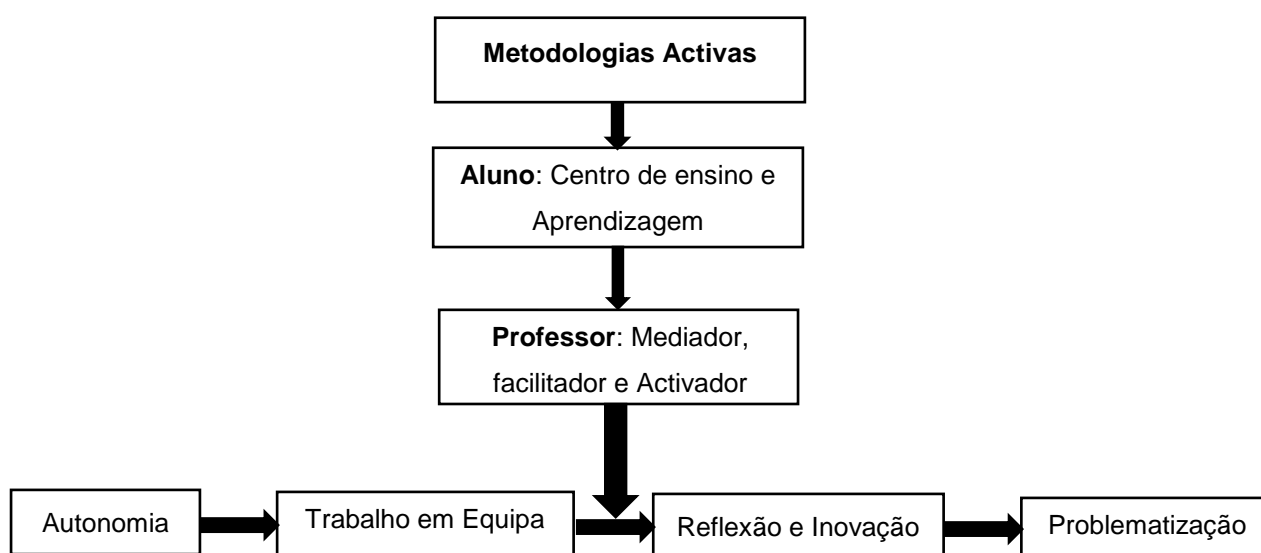 Metodologias Activas
Aluno: Centro de ensino e
Aprendizagem
Professor: Mediador,
facilitador e Activador
Autonomia
Trabalho em Equipa
Reflexão e Inovação
Problematização